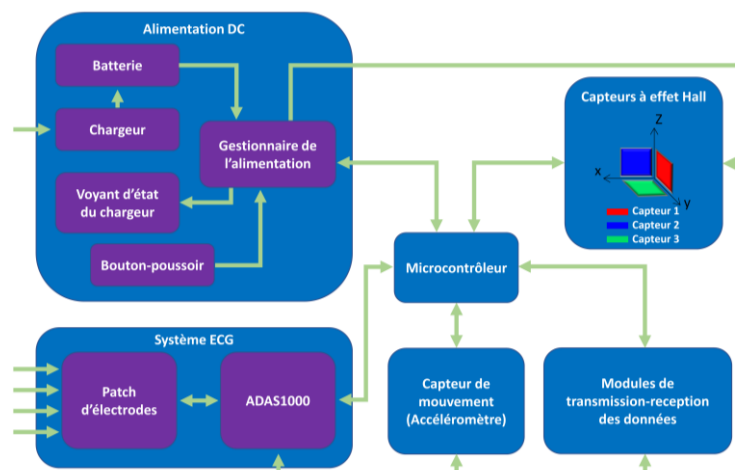 Alimentation DC
Batterie
Chargeur
Gestionnaire de
l'alimentation
Voyant d'état
du chargeur
Bouton-poussoir
Capteurs à effet Hall
Z
x
y
Capteur 1
Capteur 2
Capteur 3
Microcontrôleur
Système ECG
Patch
d'électrodes
ADAS1000
Capteur de
mouvement
(Accéléromètre)
Modules de
transmission-reception
des données